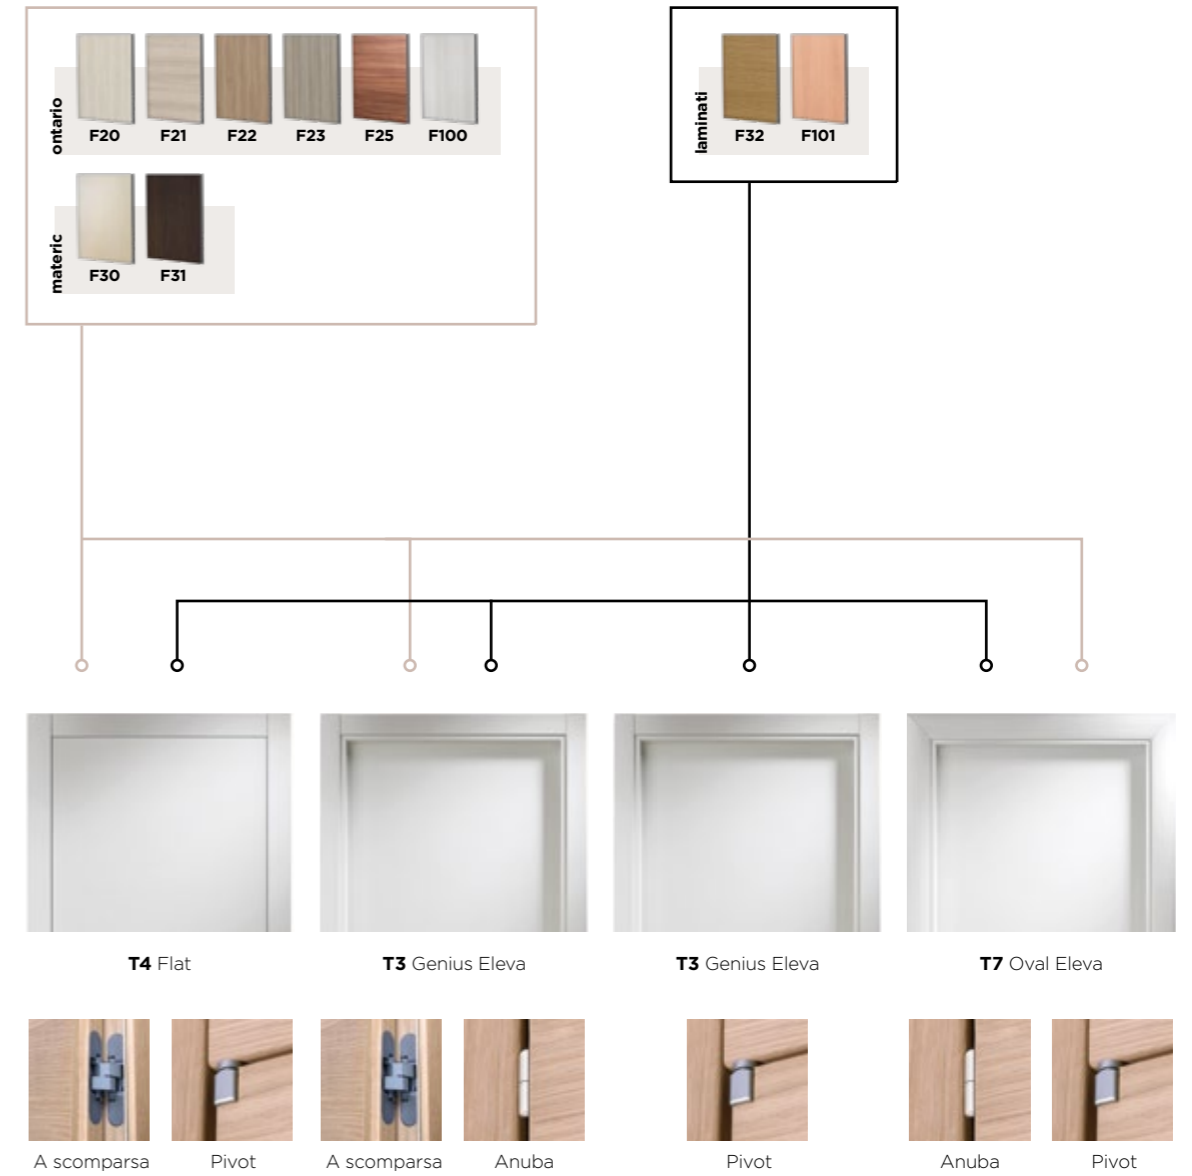 ontario
F20 F21 F22 F23 F25 F100
materic
F30 F31
laminati
F32 F101
T4 Flat
T3 Genius Eleva
T3 Genius Eleva
T7 Oval Eleva
A scomparsa
Pivot
A scomparsa
Anuba
Pivot
Anuba
Pivot